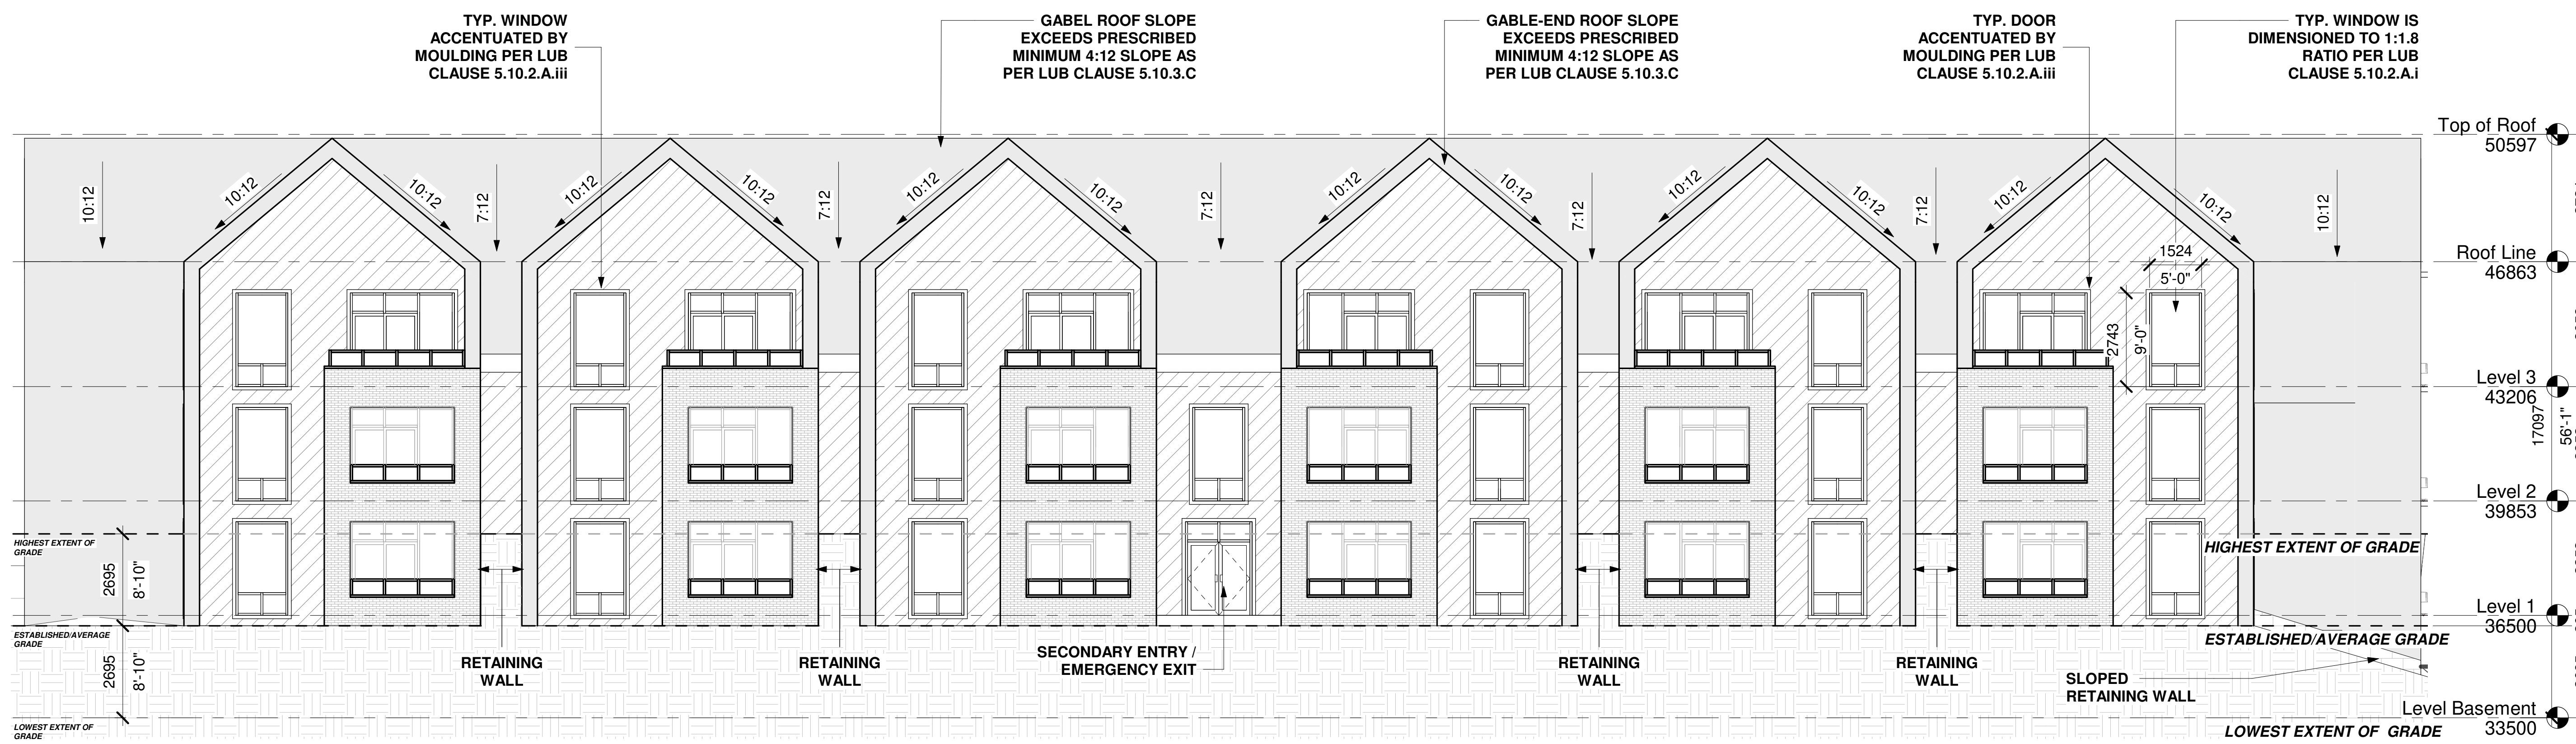 TYP. WINDOW
ACCENTUATED BY
MOULDING PER LUB
CLAUSE 5.10.2.A.iii
GABEL ROOF SLOPE
EXCEEDS PRESCRIBED
MINIMUM 4:12 SLOPE AS
PER LUB CLAUSE 5.10.3.C
GABLE-END ROOF SLOPE
EXCEEDS PRESCRIBED
MINIMUM 4:12 SLOPE AS
PER LUB CLAUSE 5.10.3.C
TYP. DOOR
ACCENTUATED BY
MOULDING PER LUB
CLAUSE 5.10.2.A.iii
TYP. WINDOW IS
DIMENSIONED TO 1:1.8
RATIO PER LUB
CLAUSE 5.10.2.A.i
Top of Roof
50597
10:12
10:12
10:12
7:12
10:12
10:12
7:12
10:12
10:12
7:12
10:12
10:12
7:12
10:12
10:12
7:12
10:12
10:12
10:12
1524
5'-0"
Roof Line
46863
2743
9'-0"
Level 3
43206
17097
56'-1"
Level 2
39853
HIGHEST EXTENT OF
GRADE
HIGHEST EXTENT OF GRADE
2695
8'-10"
Level 1
36500
ESTABLISHED/AVERAGE
GRADE
ESTABLISHED/AVERAGE GRADE
2695
8'-10"
RETAINING
WALL
RETAINING
WALL
SECONDARY ENTRY /
EMERGENCY EXIT
RETAINING
WALL
RETAINING
WALL
SLOPED
RETAINING WALL
Level Basement
33500
LOWEST EXTENT OF
GRADE
LOWEST EXTENT OF  GRADE